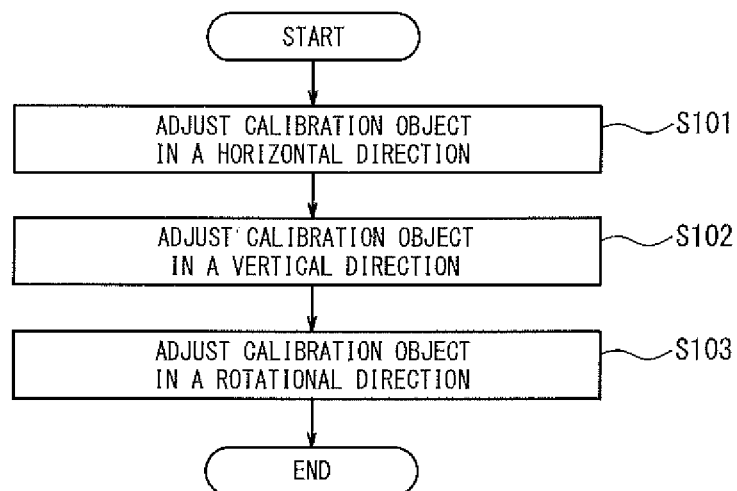 START
ADJUST CALIBRATION OBJECT
IN A HORIZONTAL DIRECTION
S101
ADJUST CALIBRATION OBJECT
IN A VERTICAL DIRECTION
S102
ADJUST CALIBRATION OBJECT
IN A ROTATIONAL DIRECTION
S103
END